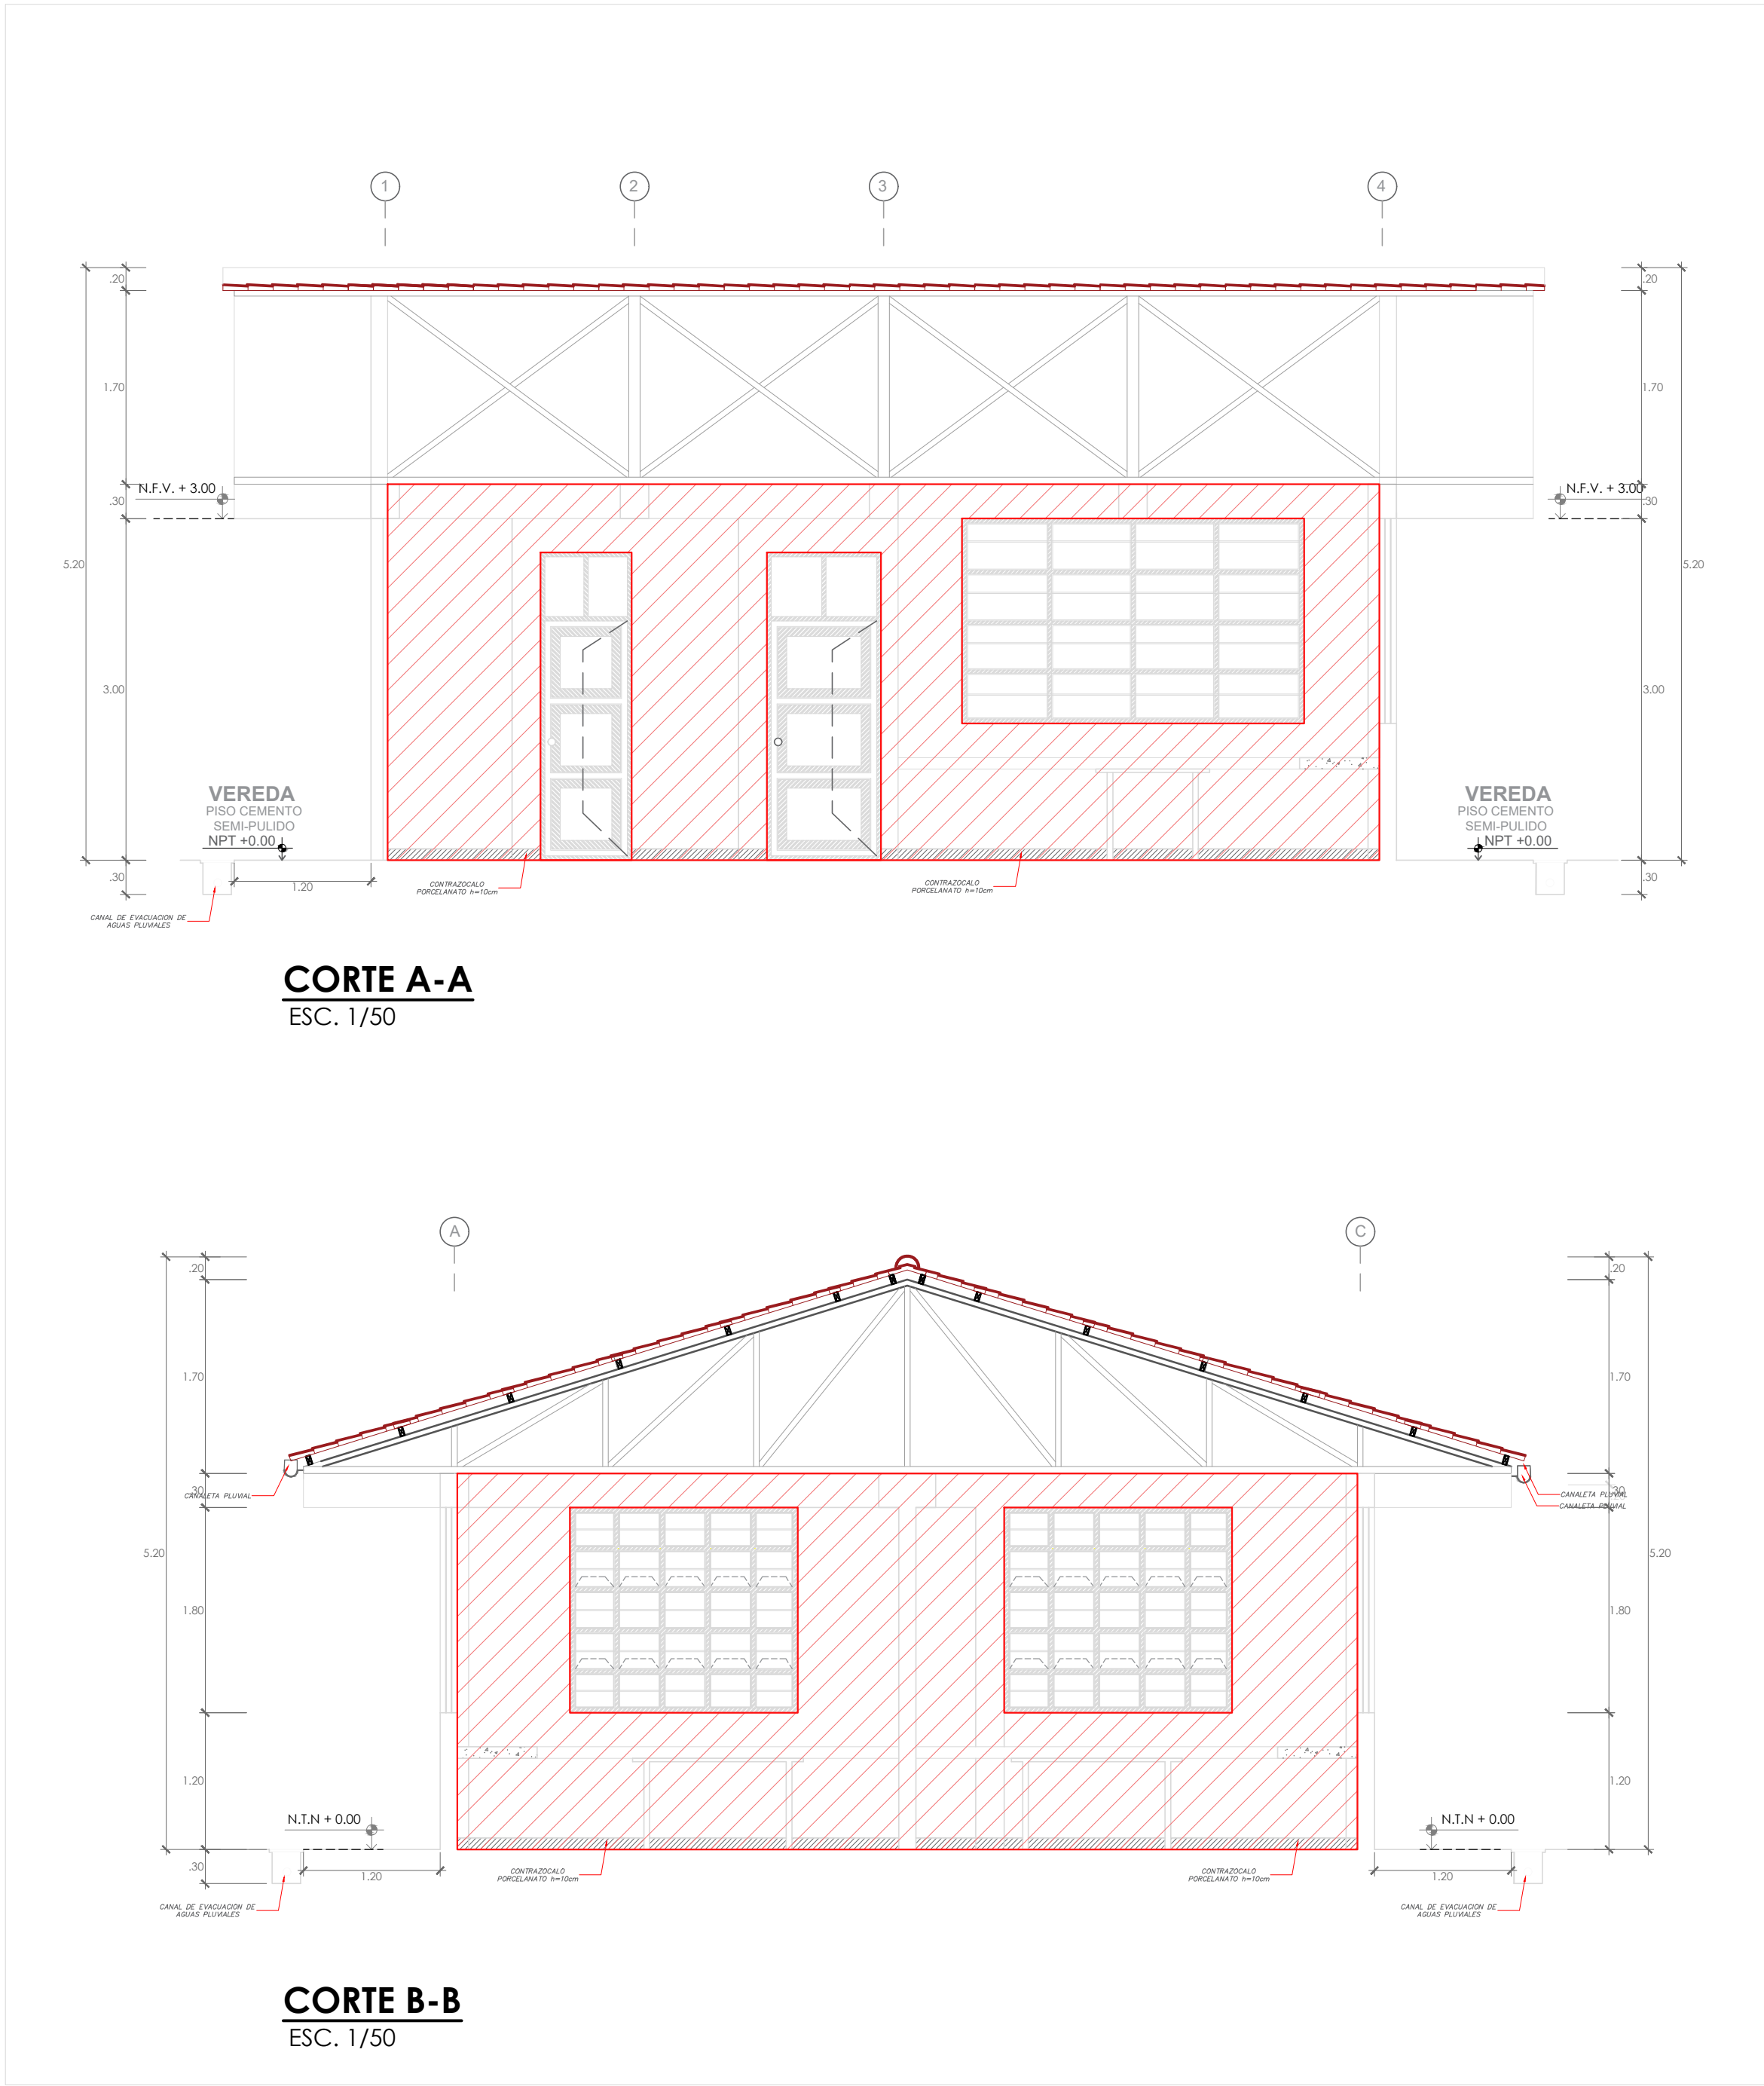 1
2
3
4
.20
.20
1.70
1.70
N.F.V. + 3.00
N.F.V. + 3.00
.30
.30
5.20
5.20
3.00
3.00
VEREDA
PISO CEMENTO
SEMI-PULIDO
NPT +0.00
VEREDA
PISO CEMENTO
SEMI-PULIDO
NPT +0.00
.30
1.20
.30
CONTRAZOCALO
PORCELANATO h=10cm
CONTRAZOCALO
PORCELANATO h=10cm
CANAL DE EVACUACION DE
AGUAS PLUVIALES
CORTE A-A
ESC. 1/50
A
C
.20
.20
1.70
1.70
.30
.30
CANALETA PLUVIAL
CANALETA PLUVIAL
CANALETA PLUVIAL
5.20
5.20
1.80
1.80
1.20
1.20
N.T.N + 0.00
N.T.N + 0.00
.30
1.20
1.20
CONTRAZOCALO
PORCELANATO h=10cm
CONTRAZOCALO
PORCELANATO h=10cm
CANAL DE EVACUACION DE
AGUAS PLUVIALES
CANAL DE EVACUACION DE
AGUAS PLUVIALES
CORTE B-B
ESC. 1/50